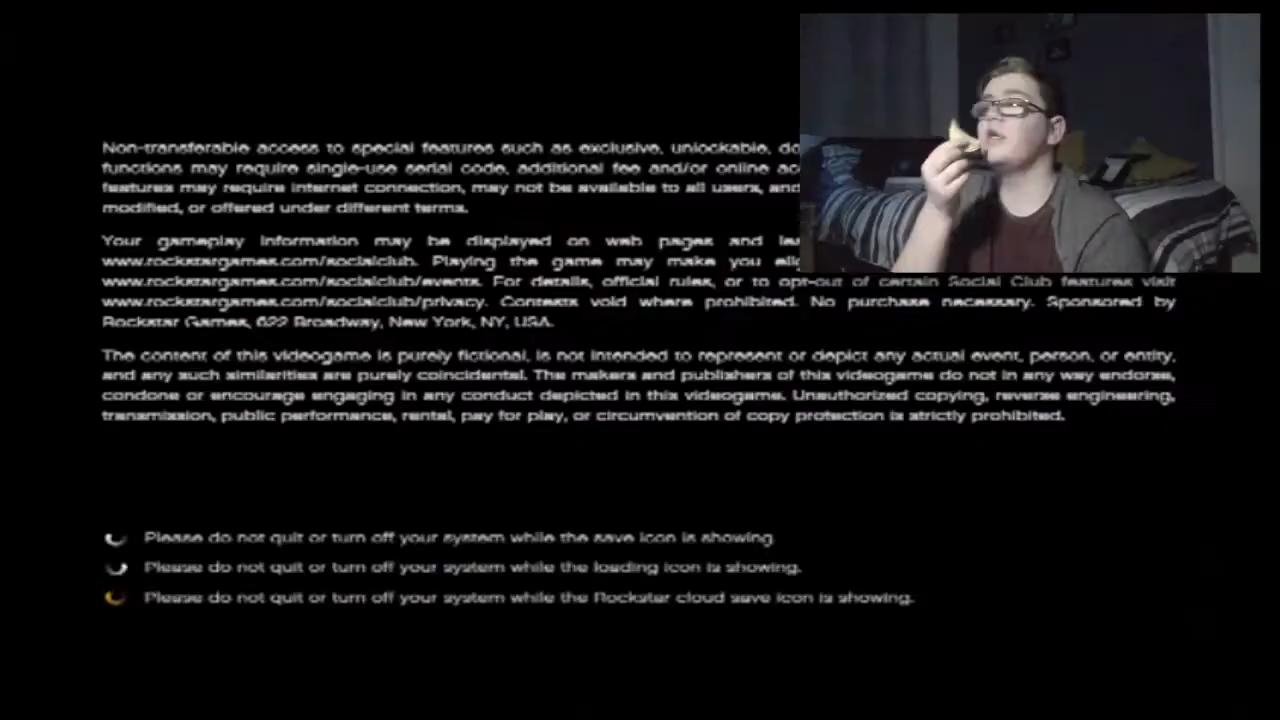 Non-transferable access to special features such as exclusive, unlockable,
functions may require single-use serial code, additional fee and/or online
features may require internet connection, may not be available to all users, and
modified, or offered under different terms.
Your gameplay information may be displayed on web pages and
www.rockstargames.com/socialclub. Playing the game may make you
www.rockstargames.com/socialclub/events. For details, official rules, or to opt-out of certain Social Club features visit
www.rockstargames.com/socialclub/privacy. Contests void where prohibited. No purchase necessary. Sponsored by
Rockstar Games, 622 Broadway, New York, NY, USA.
The content of this videogame is purely fictional, is not intended to represent or depict any actual event, person, or entity,
and any such similarities are purely coincidental. The makers and publishers of this videogame do not in any way endorse,
condone or encourage engaging in any conduct depicted in this videogame. Unauthorized copying, reverse engineering,
transmission, public performance, rental, pay for play, or circumvention of copy protection is strictly prohibited.
Please do not quit or turn off your system while the save icon is showing.
Please do not quit or turn off your system while the loading icon is showing.
Please do not quit or turn off your system while the Rockstar cloud save icon is showing.